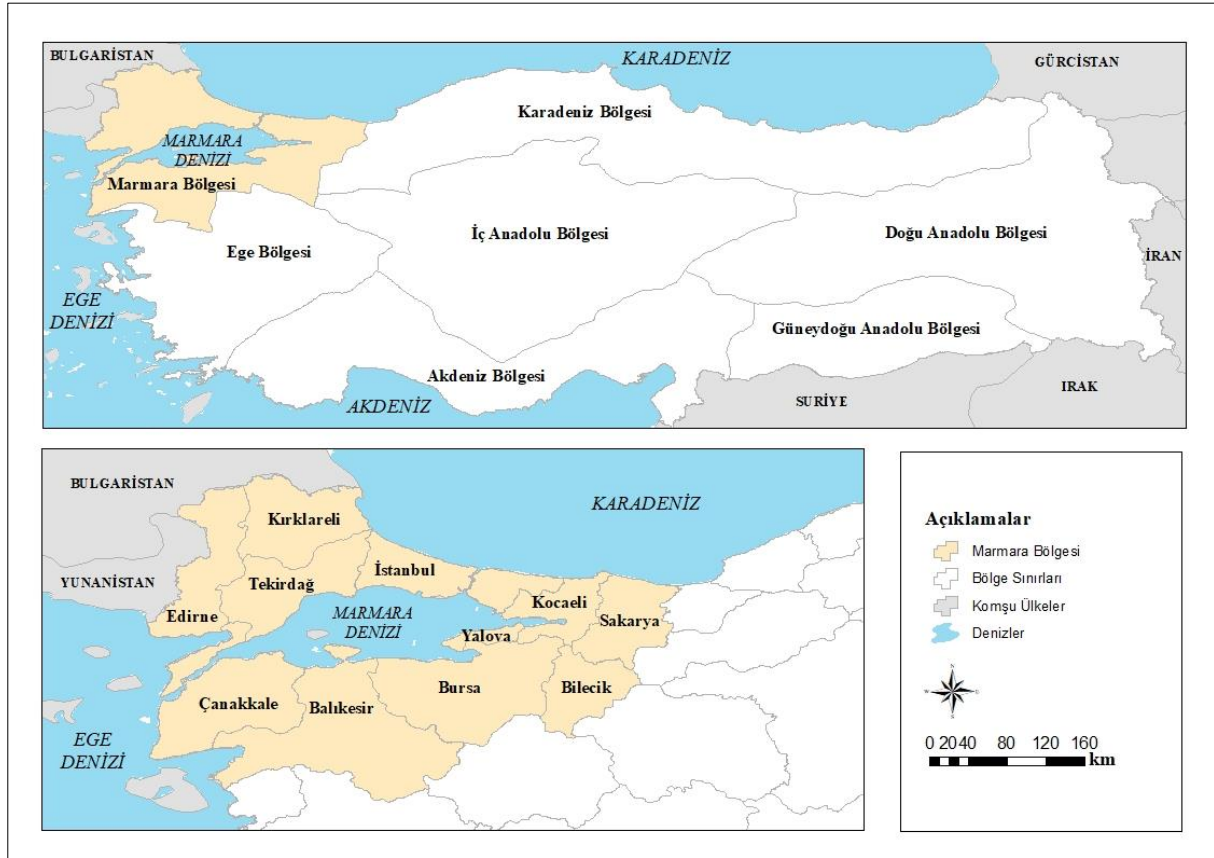 BULGARİSTAN
KARADENİZ
GÜRCİSTAN
Karadeniz Bölgesi
MARMARA
DENİZİ
Marmara Bölgesi
Ege Bölgesi
İç Anadolu Bölgesi
Doğu Anadolu Bölgesi
İRAN
EGE
DENİZİ
Güneydoğu Anadolu Bölgesi
Akdeniz Bölgesi
AKDENİZ
SURİYE
IRAK
BULGARİSTAN
KARADENİZ
Kırklareli
YUNANİSTAN
Tekirdağ
İstanbul
Edirne
MARMARA
DENİZİ
Kocaeli
Sakarya
Yalova
Çanakkale
Balıkesir
Bursa
Bilecik
EGE
DENİZİ
Açıklamalar
Marmara Bölgesi
Bölge Sınırları
Komşu Ülkeler
Denizler
N
W E
S
0 20 40 80 120 160
km